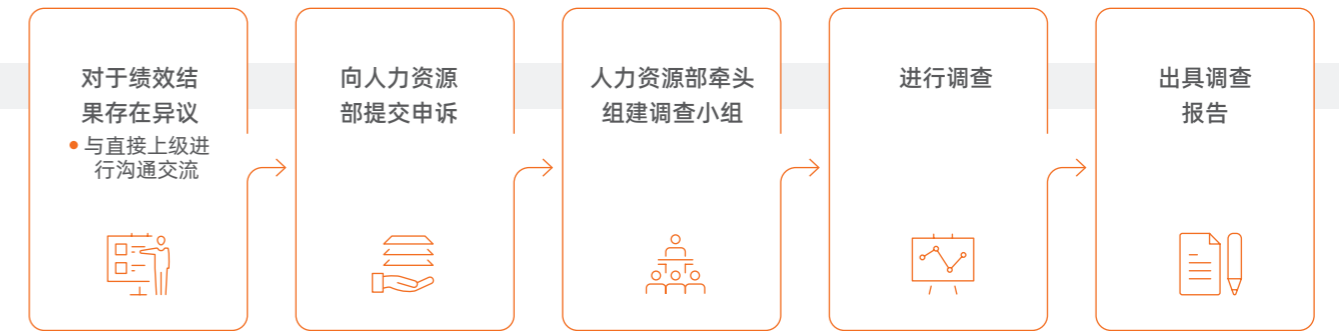 对于绩效结
果存在异议
与直接上级进
行沟通交流
向人力资源
部提交申诉
人力资源部牵头
组建调查小组
进行调查
出具调查
报告